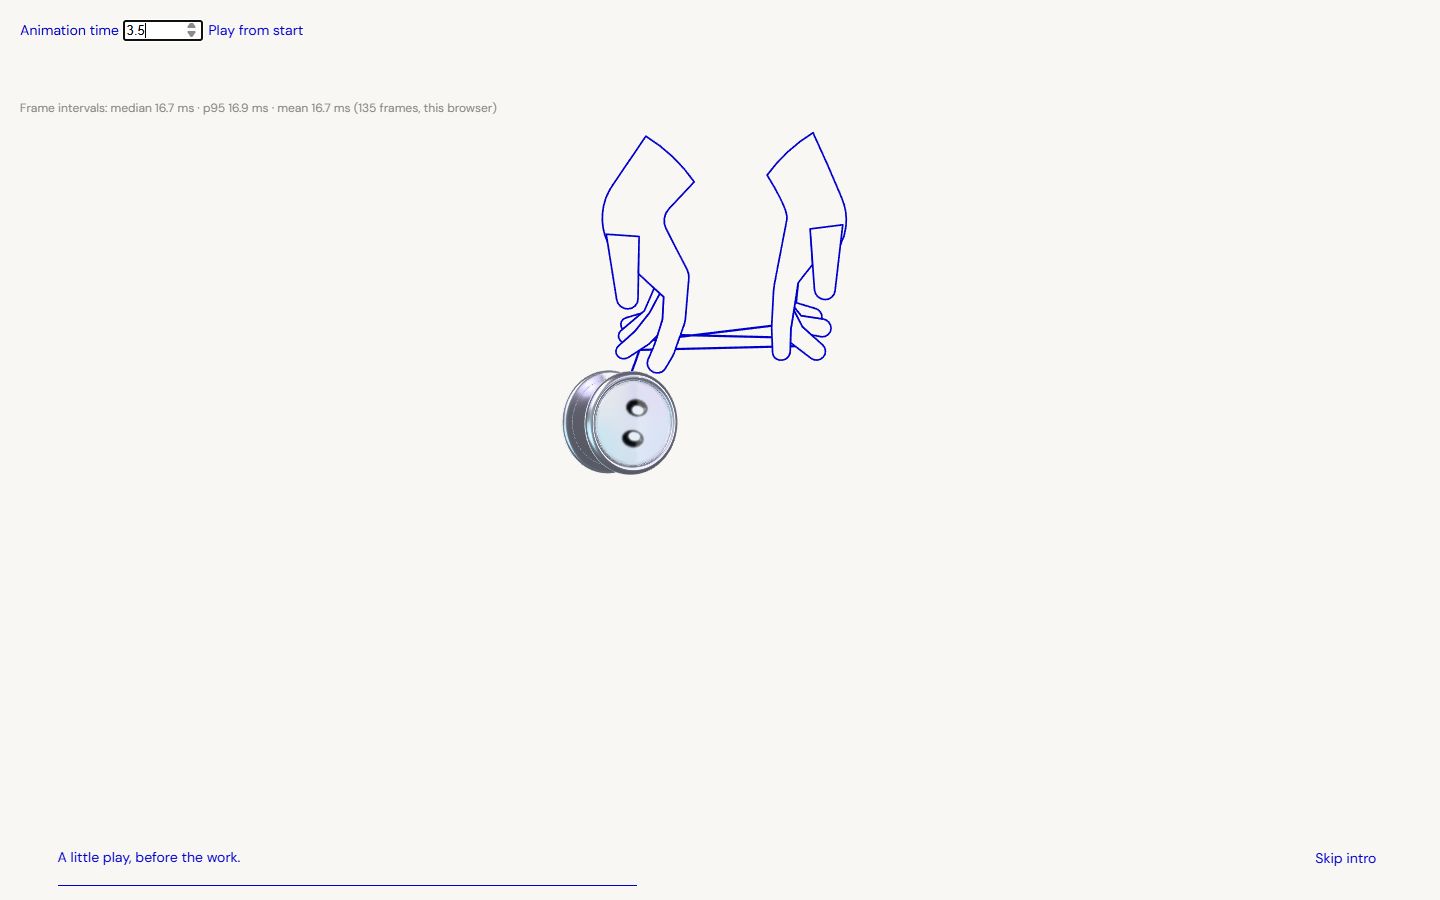 Animation time 3.5 Play from start
Frame intervals: median 16.7 ms · p95 16.9 ms · mean 16.7 ms (135 frames, this browser)
A little play, before the work.
Skip intro